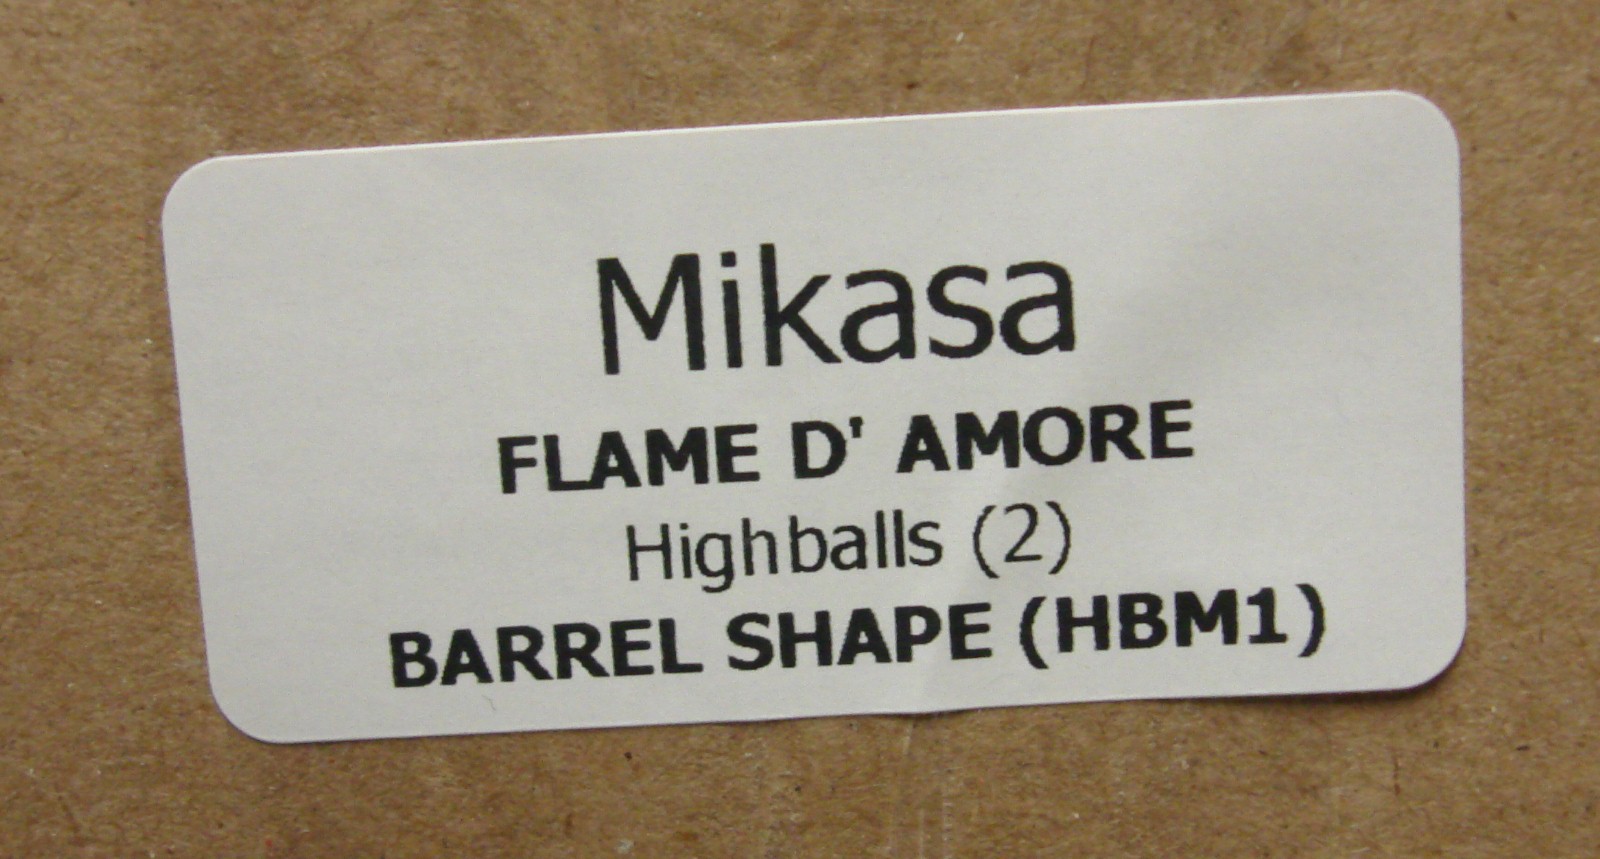 Mikasa
FLAME D' AMORE
Highballs (2)
BARREL SHAPE (HBM1)